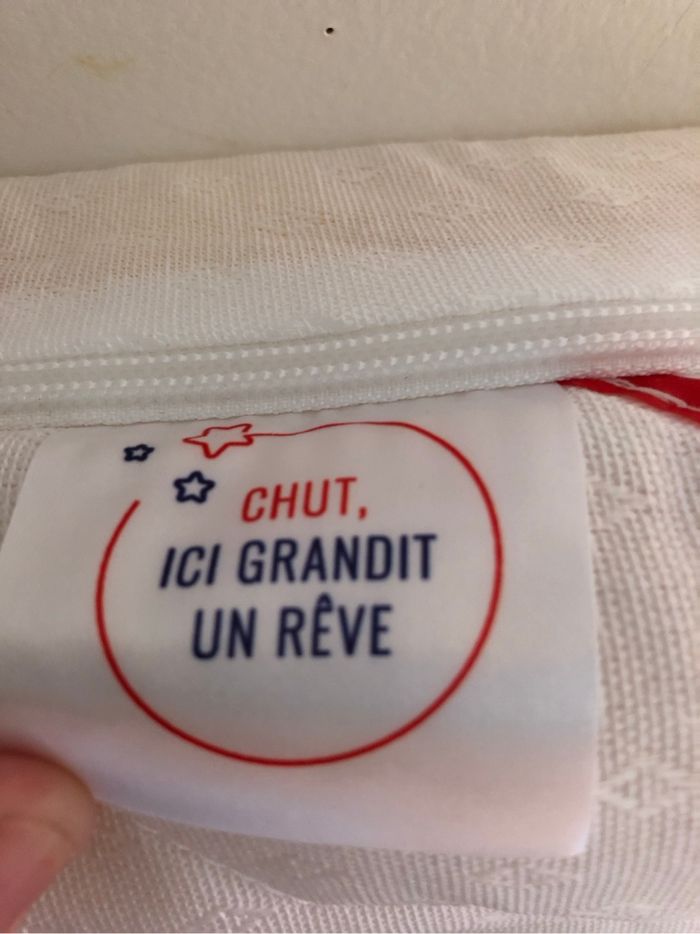 CHUT,
ICI GRANDIT
UN RÊVE